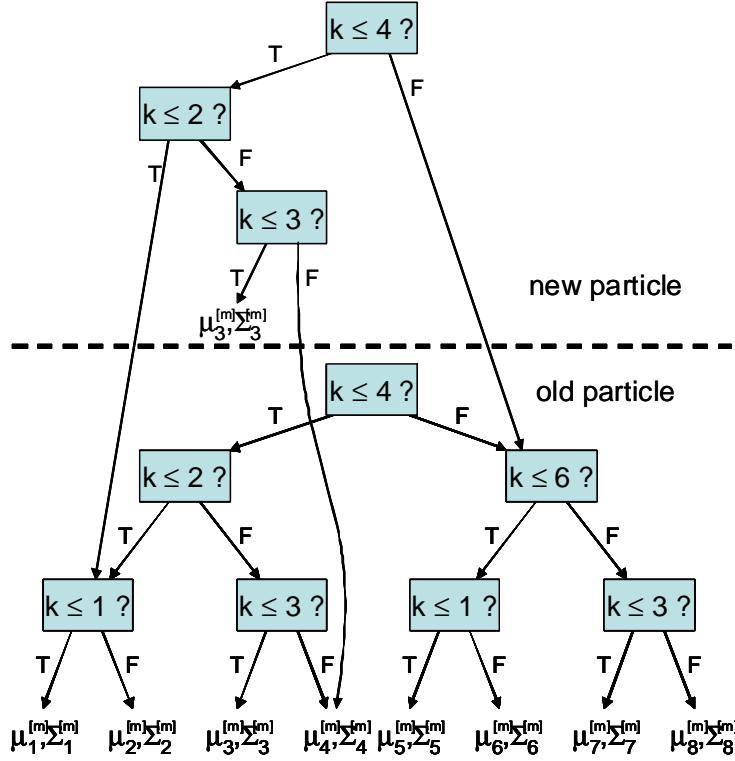 k ≤ 4 ?
T
F
k ≤ 2 ?
T
F
k ≤ 3 ?
T
F
new particle
μ₃^[m],Σ₃^[m]
old particle
k ≤ 4 ?
T
F
k ≤ 2 ?
k ≤ 6 ?
T
F
T
F
k ≤ 1 ?
k ≤ 3 ?
k ≤ 1 ?
k ≤ 3 ?
T
F
T
F
T
F
T
F
μ₁^[m],Σ₁^[m]
μ₂^[m],Σ₂^[m]
μ₃^[m],Σ₃^[m]
μ₄^[m],Σ₄^[m]
μ₅^[m],Σ₅^[m]
μ₆^[m],Σ₆^[m]
μ₇^[m],Σ₇^[m]
μ₈^[m],Σ₈^[m]